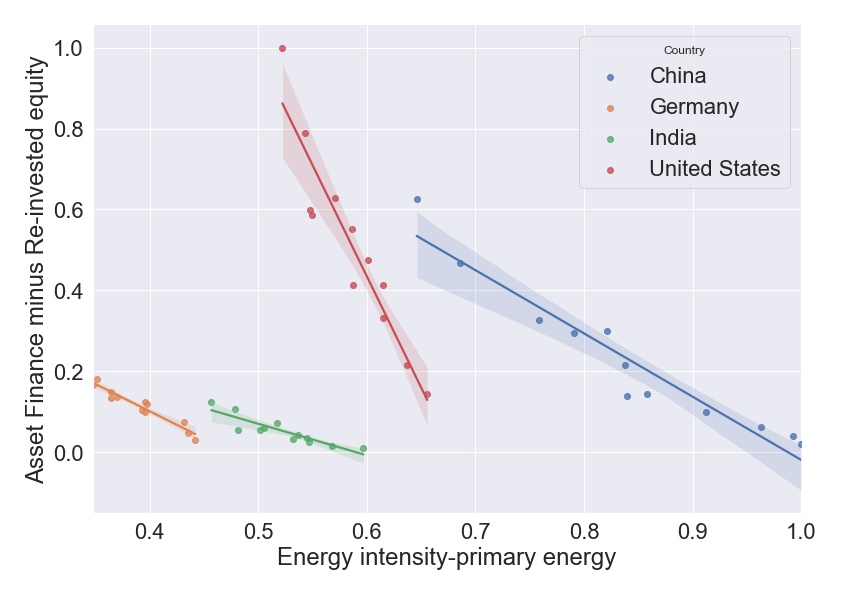 Asset Finance minus Re-invested equity
1.0
0.8
0.6
0.4
0.2
0.0
Country
China
Germany
India
United States
0.4 0.5 0.6 0.7 0.8 0.9 1.0
Energy intensity-primary energy